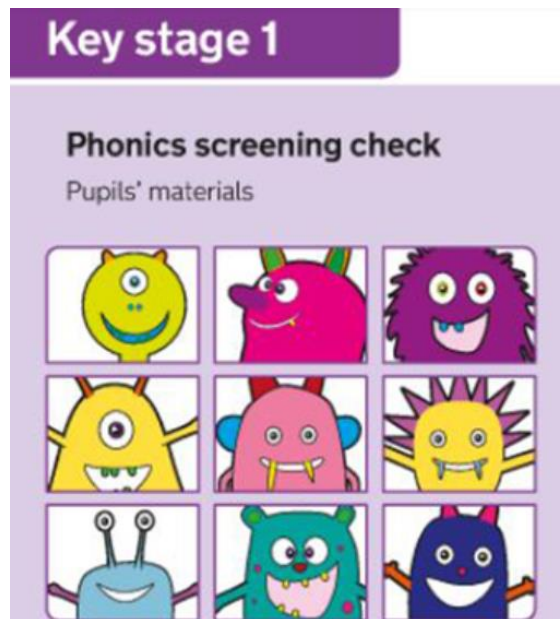 Key stage 1
Phonics screening check
Pupils’ materials